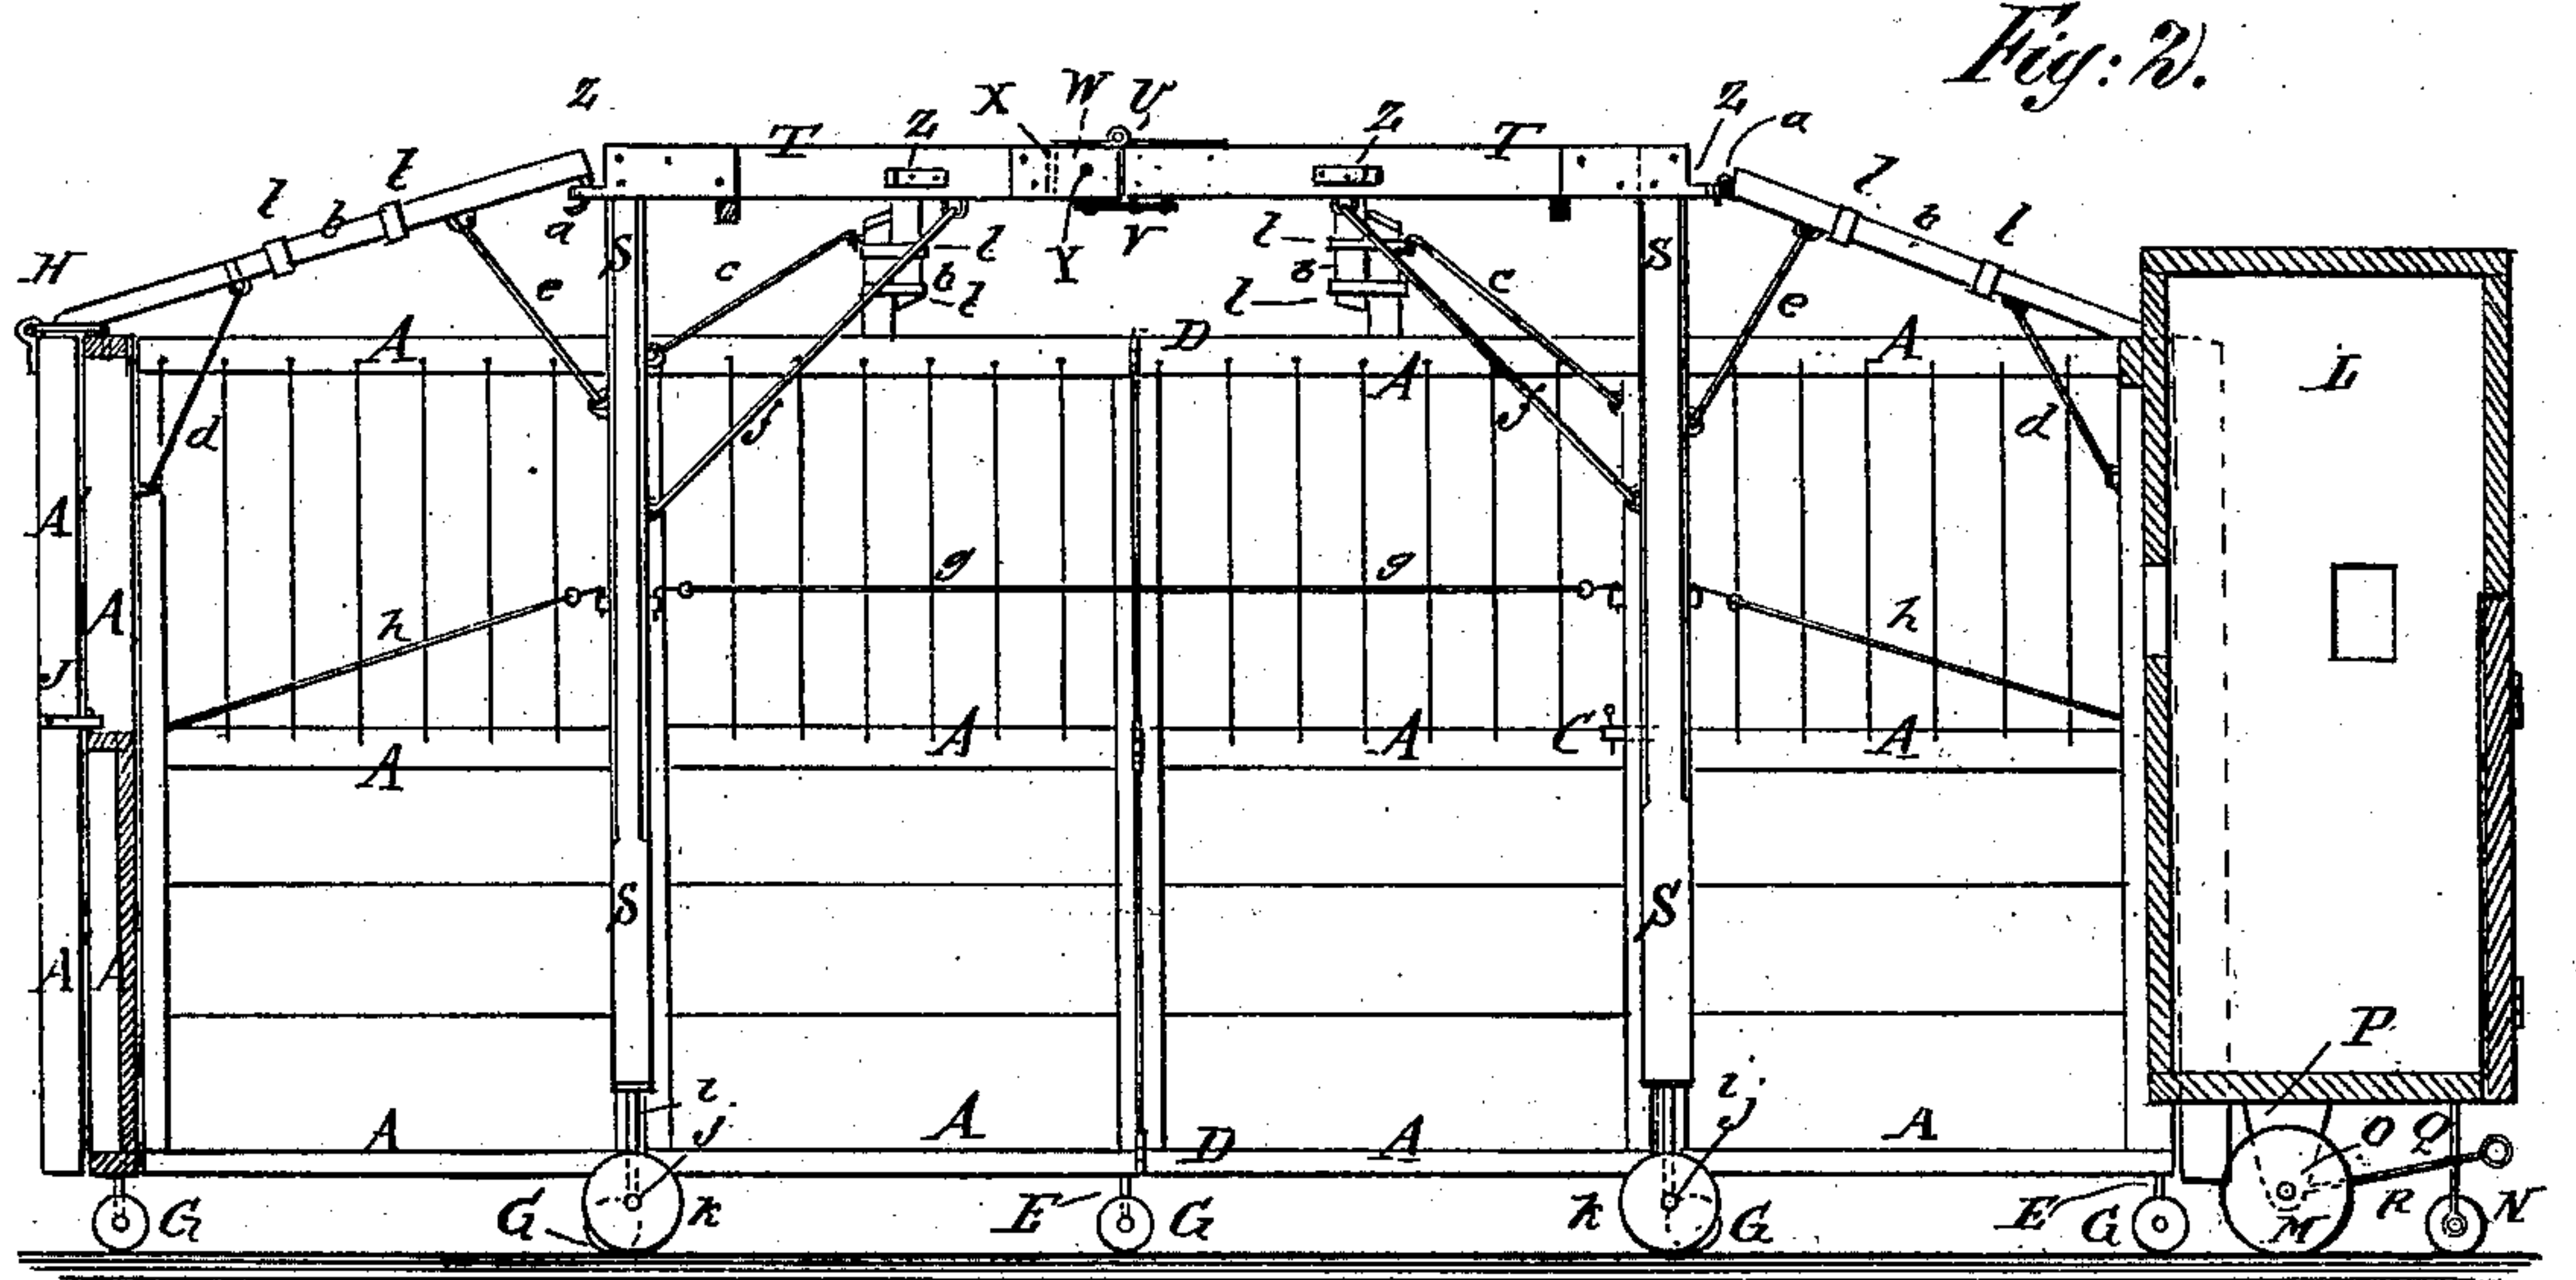 Fig: 2.
Z X W U Z a
T Z Z T
l l b a l b l
H S c l Y V l c S
e b l b l e
A D A A L
A
d f f d
A g g
A h h
J
A A C A
A
S S
A A P
i i
A A j D A j A O Q
G G k E G k G E G M R N